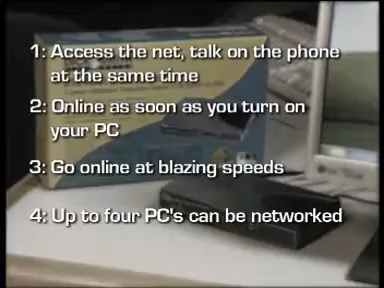 1: Access the net, talk on the phone
at the same time
2: Online as soon as you turn on
your PC
3: Go online at blazing speeds
4: Up to four PC's can be networked